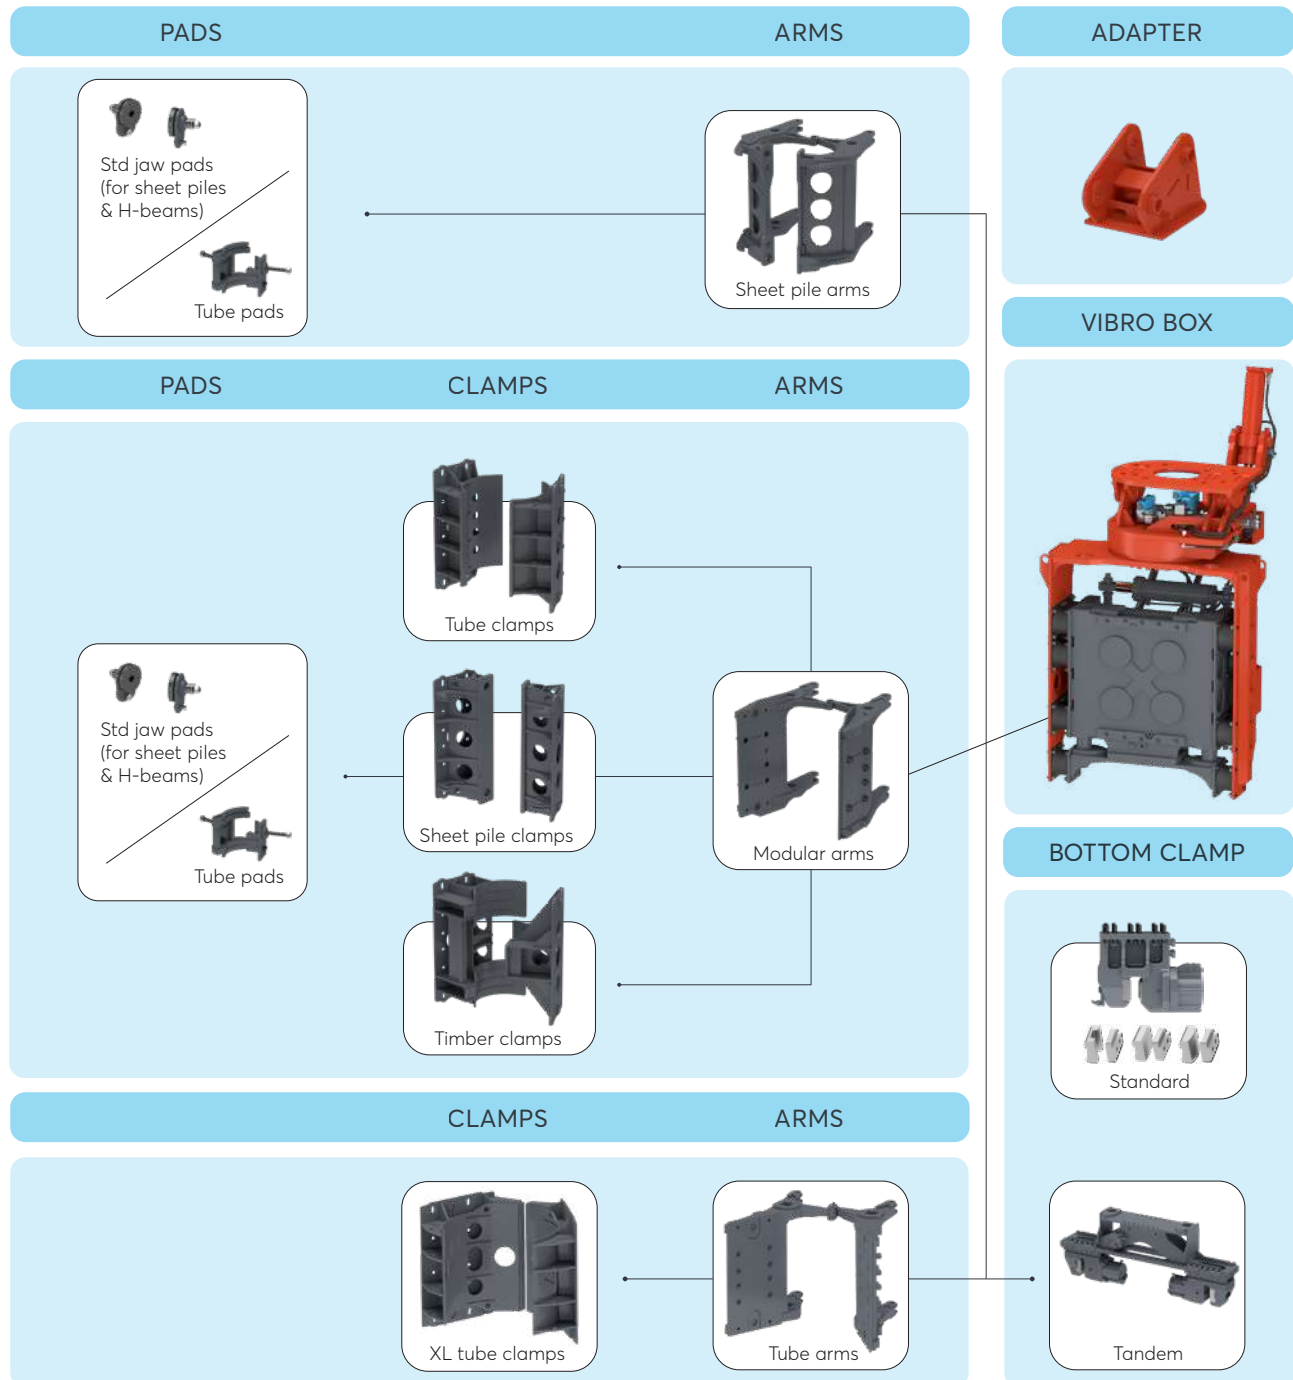 PADS
ARMS
ADAPTER
Std jaw pads
(for sheet piles
& H-beams)
Tube pads
Sheet pile arms
VIBRO BOX
PADS
CLAMPS
ARMS
Tube clamps
Std jaw pads
(for sheet piles
& H-beams)
Tube pads
Sheet pile clamps
Modular arms
BOTTOM CLAMP
Timber clamps
Standard
CLAMPS
ARMS
XL tube clamps
Tube arms
Tandem